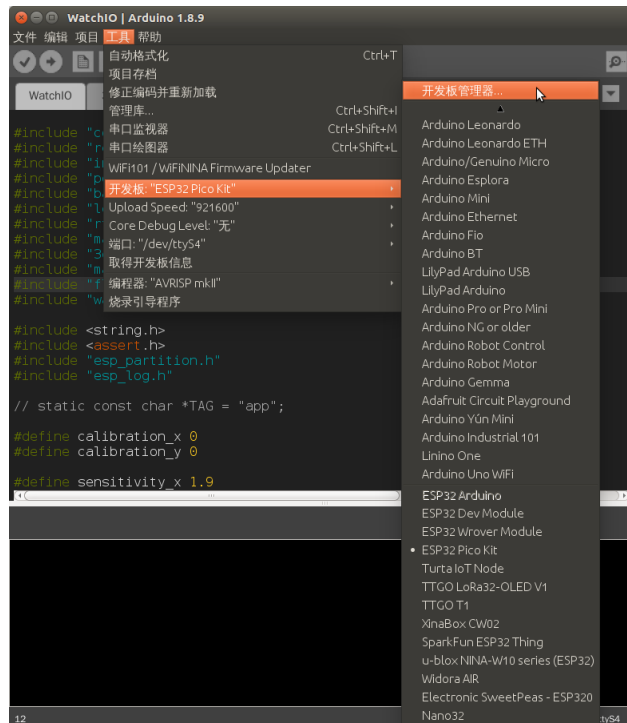 WatchIO | Arduino 1.8.9
文件 编辑 项目 工具 帮助
自动格式化 Ctrl+T
项目存档
修正编码并重新加载
管理库... Ctrl+Shift+I
串口监视器 Ctrl+Shift+M
串口绘图器 Ctrl+Shift+L
WiFi101 / WiFiNINA Firmware Updater
开发板: "ESP32 Pico Kit"
Upload Speed: "921600"
Core Debug Level: "无"
端口: "/dev/ttyS4"
取得开发板信息
编程器: "AVRISP mkII"
烧录引导程序
开发板管理器...
Arduino Leonardo
Arduino Leonardo ETH
Arduino/Genuino Micro
Arduino Esplora
Arduino Mini
Arduino Ethernet
Arduino Fio
Arduino BT
LilyPad Arduino USB
LilyPad Arduino
Arduino Pro or Pro Mini
Arduino NG or older
Arduino Robot Control
Arduino Robot Motor
Arduino Gemma
Adafruit Circuit Playground
Arduino Yún Mini
Arduino Industrial 101
Linino One
Arduino Uno WiFi
ESP32 Arduino
ESP32 Dev Module
ESP32 Wrover Module
ESP32 Pico Kit
Turta IoT Node
TTGO LoRa32-OLED V1
TTGO T1
XinaBox CW02
SparkFun ESP32 Thing
u-blox NINA-W10 series (ESP32)
Widora AIR
Electronic SweetPeas - ESP320
Nano32
WatchIO
#include "c
#include "r
#include "i
#include "p
#include "b
#include "l
#include "r
#include "m
#include "3
#include "m
#include "f
#include "w
#include <string.h>
#include <assert.h>
#include "esp_partition.h"
#include "esp_log.h"
// static const char *TAG = "app";
#define calibration_x 0
#define calibration_y 0
#define sensitivity_x 1.9
12
tyS4